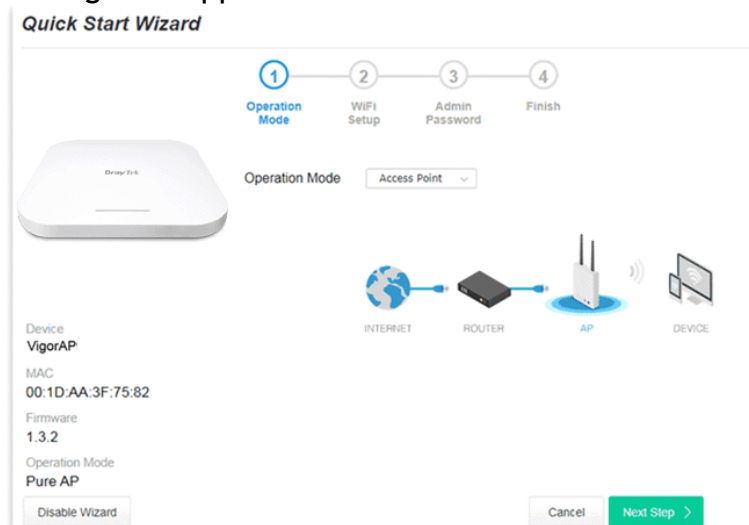 Quick Start Wizard
1
2
3
4
Operation
Mode
WiFi
Setup
Admin
Password
Finish
DrayTek
Operation Mode
Access Point
INTERNET
ROUTER
AP
DEVICE
Device
VigorAP
MAC
00:1D:AA:3F:75:82
Firmware
1.3.2
Operation Mode
Pure AP
Disable Wizard
Cancel
Next Step >